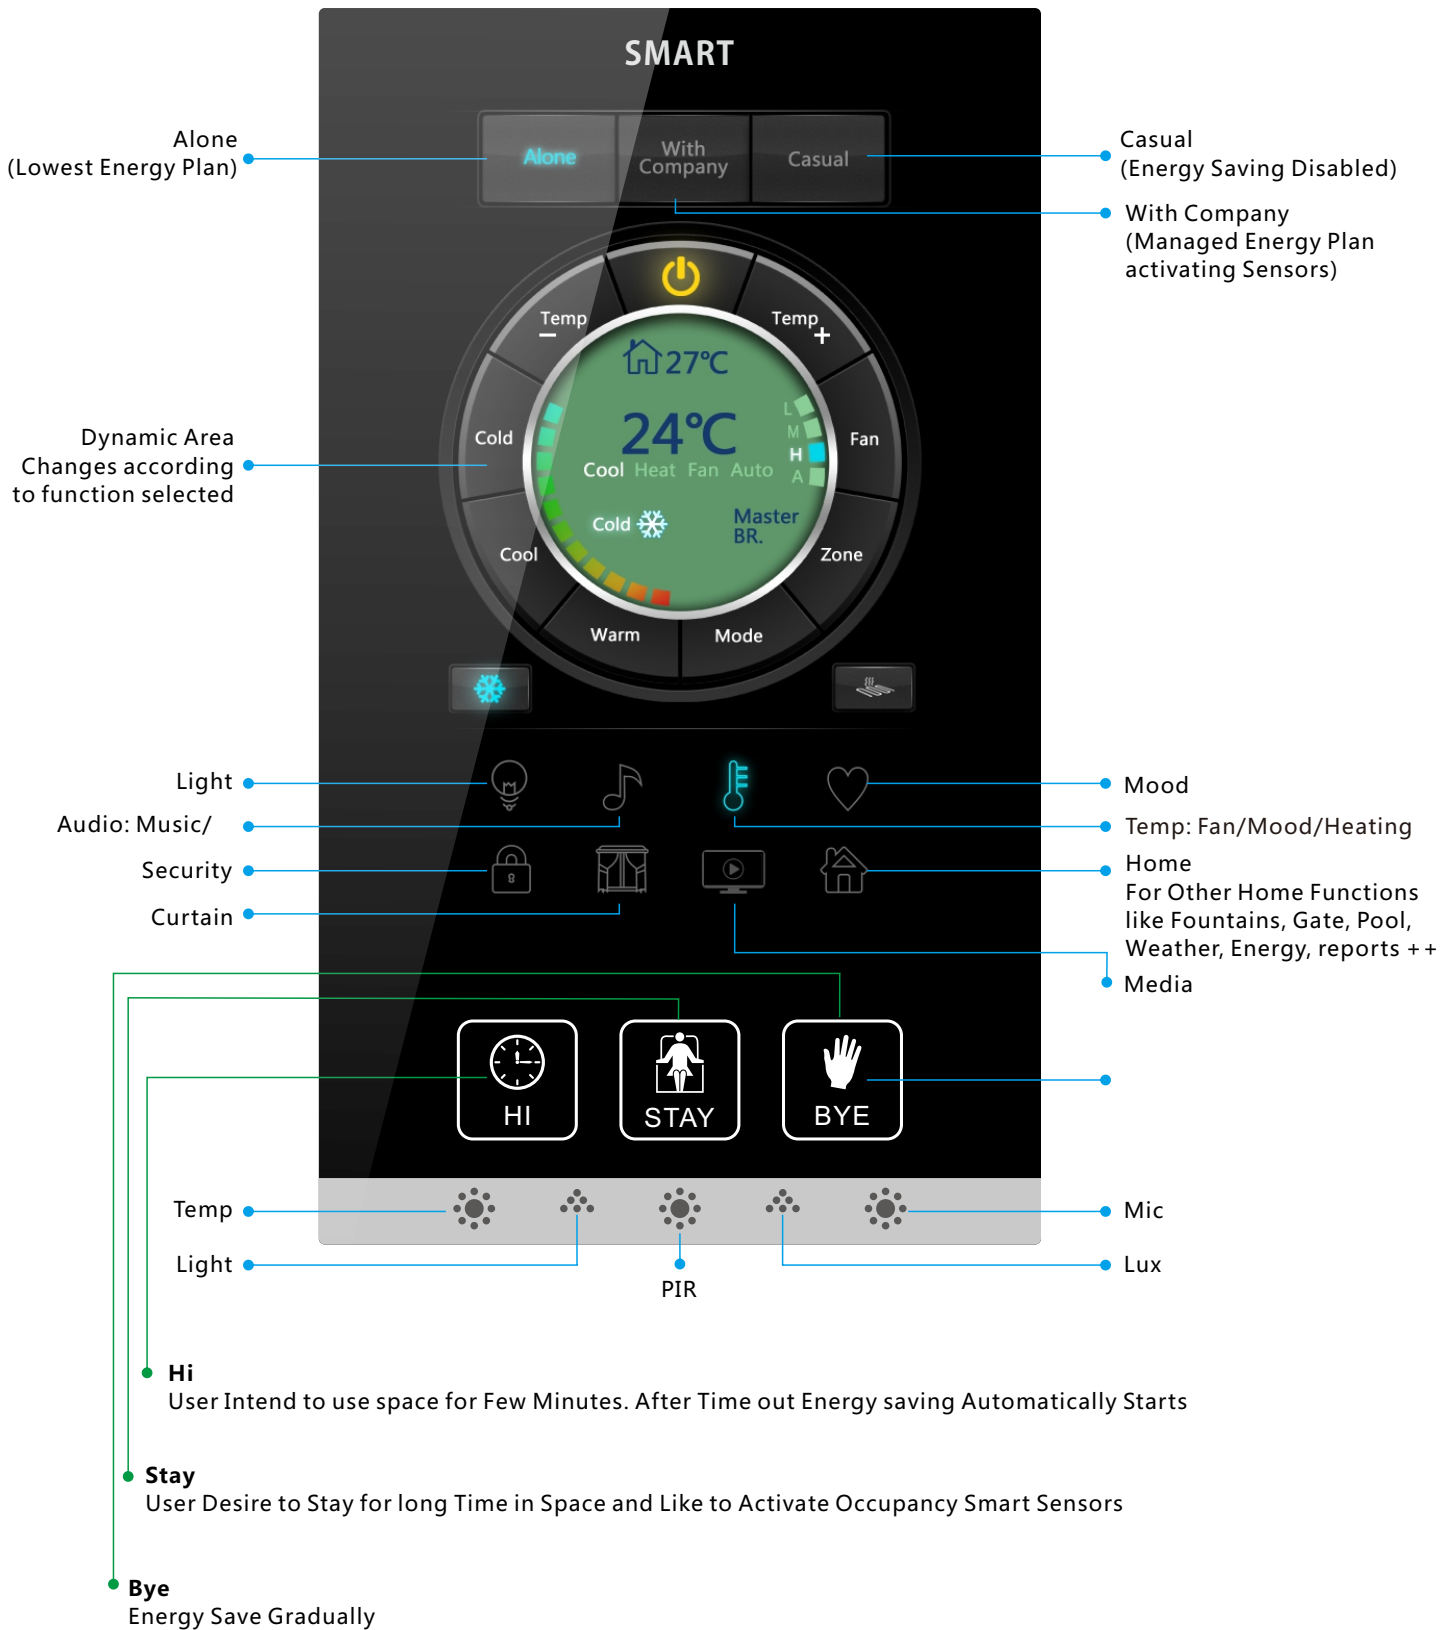 SMART
Alone
(Lowest Energy Plan)
Alone
With
Company
Casual
Casual
(Energy Saving Disabled)
With Company
(Managed Energy Plan
activating Sensors)
Temp
−
Temp
+
27℃
24℃
L
M
H
A
Cool Heat Fan Auto
Cold
Master
BR.
Cold
Fan
Cool
Zone
Warm
Mode
Dynamic Area
Changes according
to function selected
Light
Audio: Music/
Security
Curtain
Mood
Temp: Fan/Mood/Heating
Home
For Other Home Functions
like Fountains, Gate, Pool,
Weather, Energy, reports ++
Media
HI
STAY
BYE
Temp
Light
PIR
Mic
Lux
Hi
User Intend to use space for Few Minutes. After Time out Energy saving Automatically Starts
Stay
User Desire to Stay for long Time in Space and Like to Activate Occupancy Smart Sensors
Bye
Energy Save Gradually